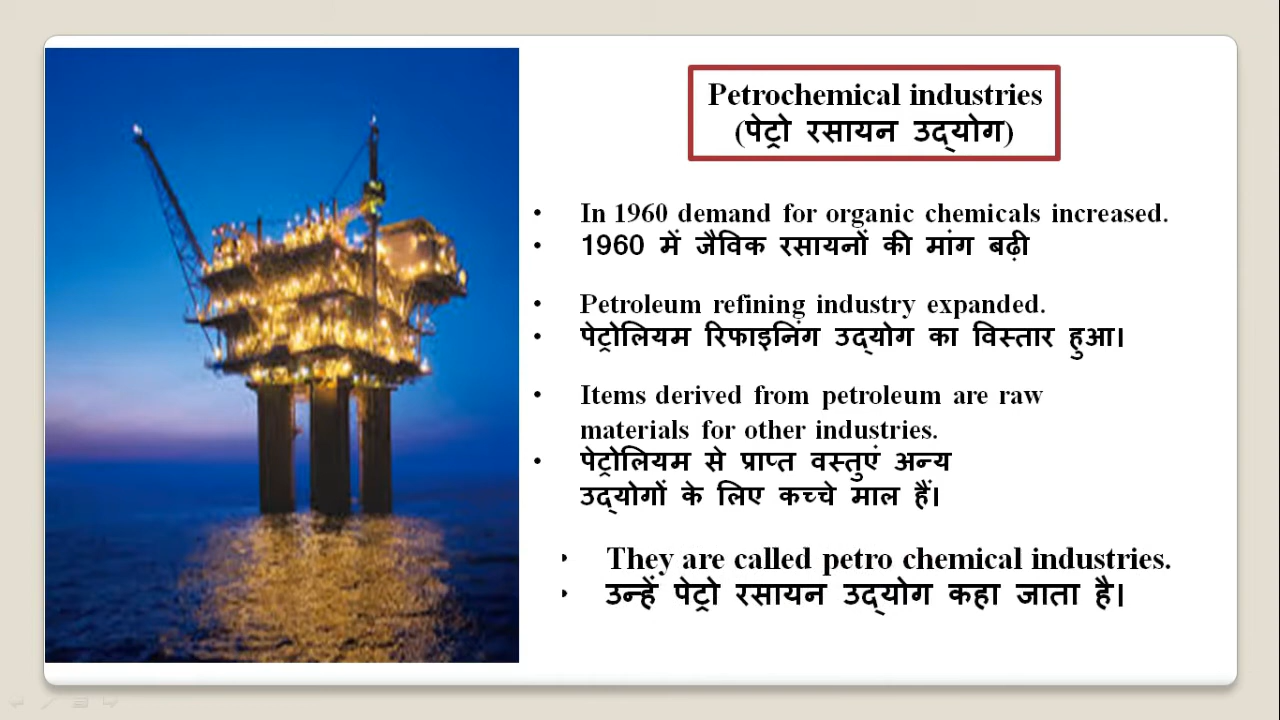 Petrochemical industries
(पेट्रो रसायन उद्योग)
• In 1960 demand for organic chemicals increased.
• 1960 में जैविक रसायनों की मांग बढ़ी
• Petroleum refining industry expanded.
• पेट्रोलियम रिफाइनिंग उद्योग का विस्तार हुआ।
• Items derived from petroleum are raw
materials for other industries.
• पेट्रोलियम से प्राप्त वस्तुएं अन्य
उद्योगों के लिए कच्चे माल हैं।
• They are called petro chemical industries.
• उन्हें पेट्रो रसायन उद्योग कहा जाता है।